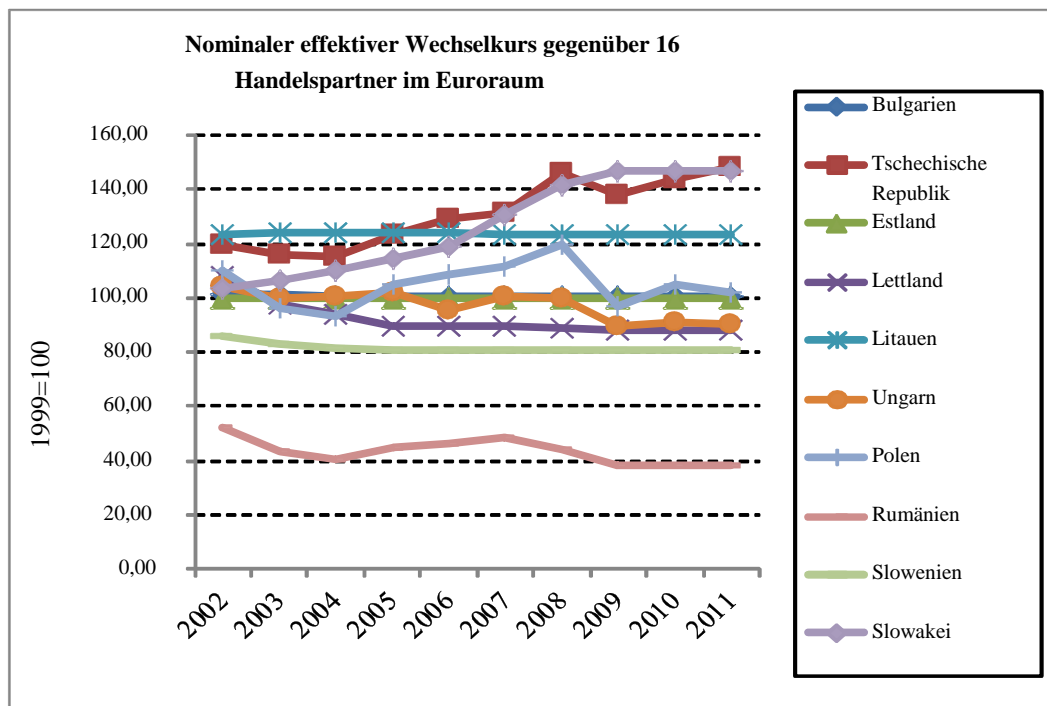 Nominaler effektiver Wechselkurs gegenüber 16
Handelspartner im Euroraum
1999=100
160,00
140,00
120,00
100,00
80,00
60,00
40,00
20,00
0,00
2002
2003
2004
2005
2006
2007
2008
2009
2010
2011
Bulgarien
Tschechische
Republik
Estland
Lettland
Litauen
Ungarn
Polen
Rumänien
Slowenien
Slowakei